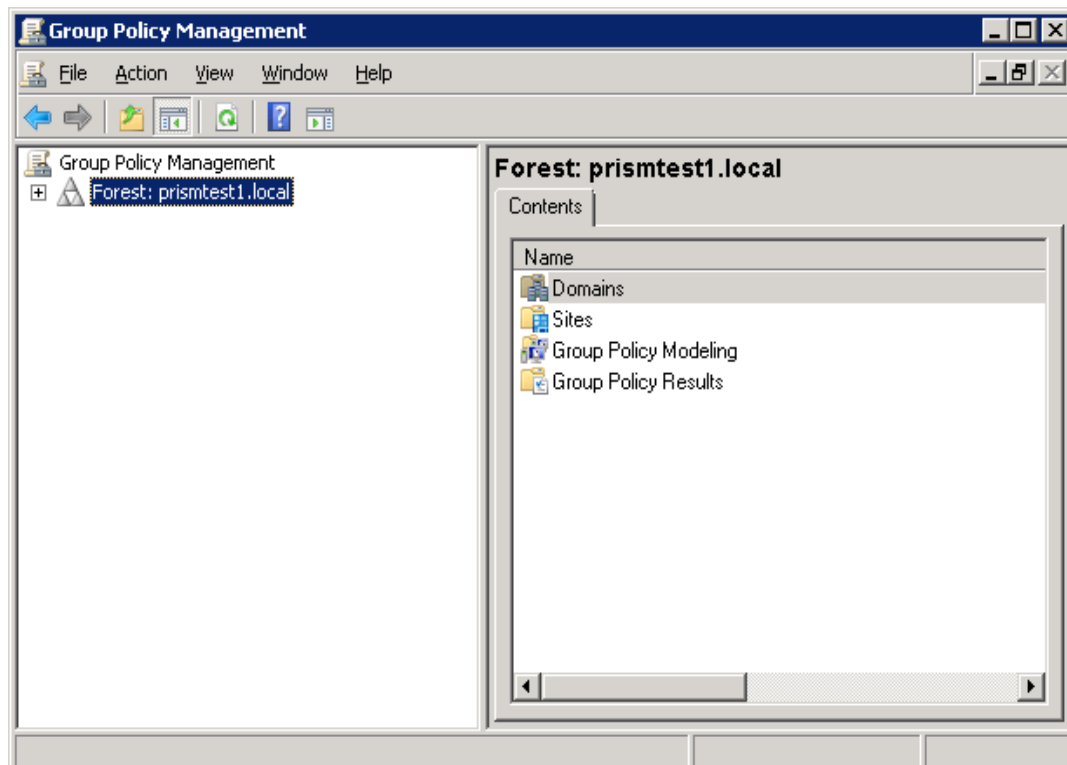 Group Policy Management
File Action View Window Help
Group Policy Management
Forest: prismtest1.local
Forest: prismtest1.local
Contents
Name
Domains
Sites
Group Policy Modeling
Group Policy Results